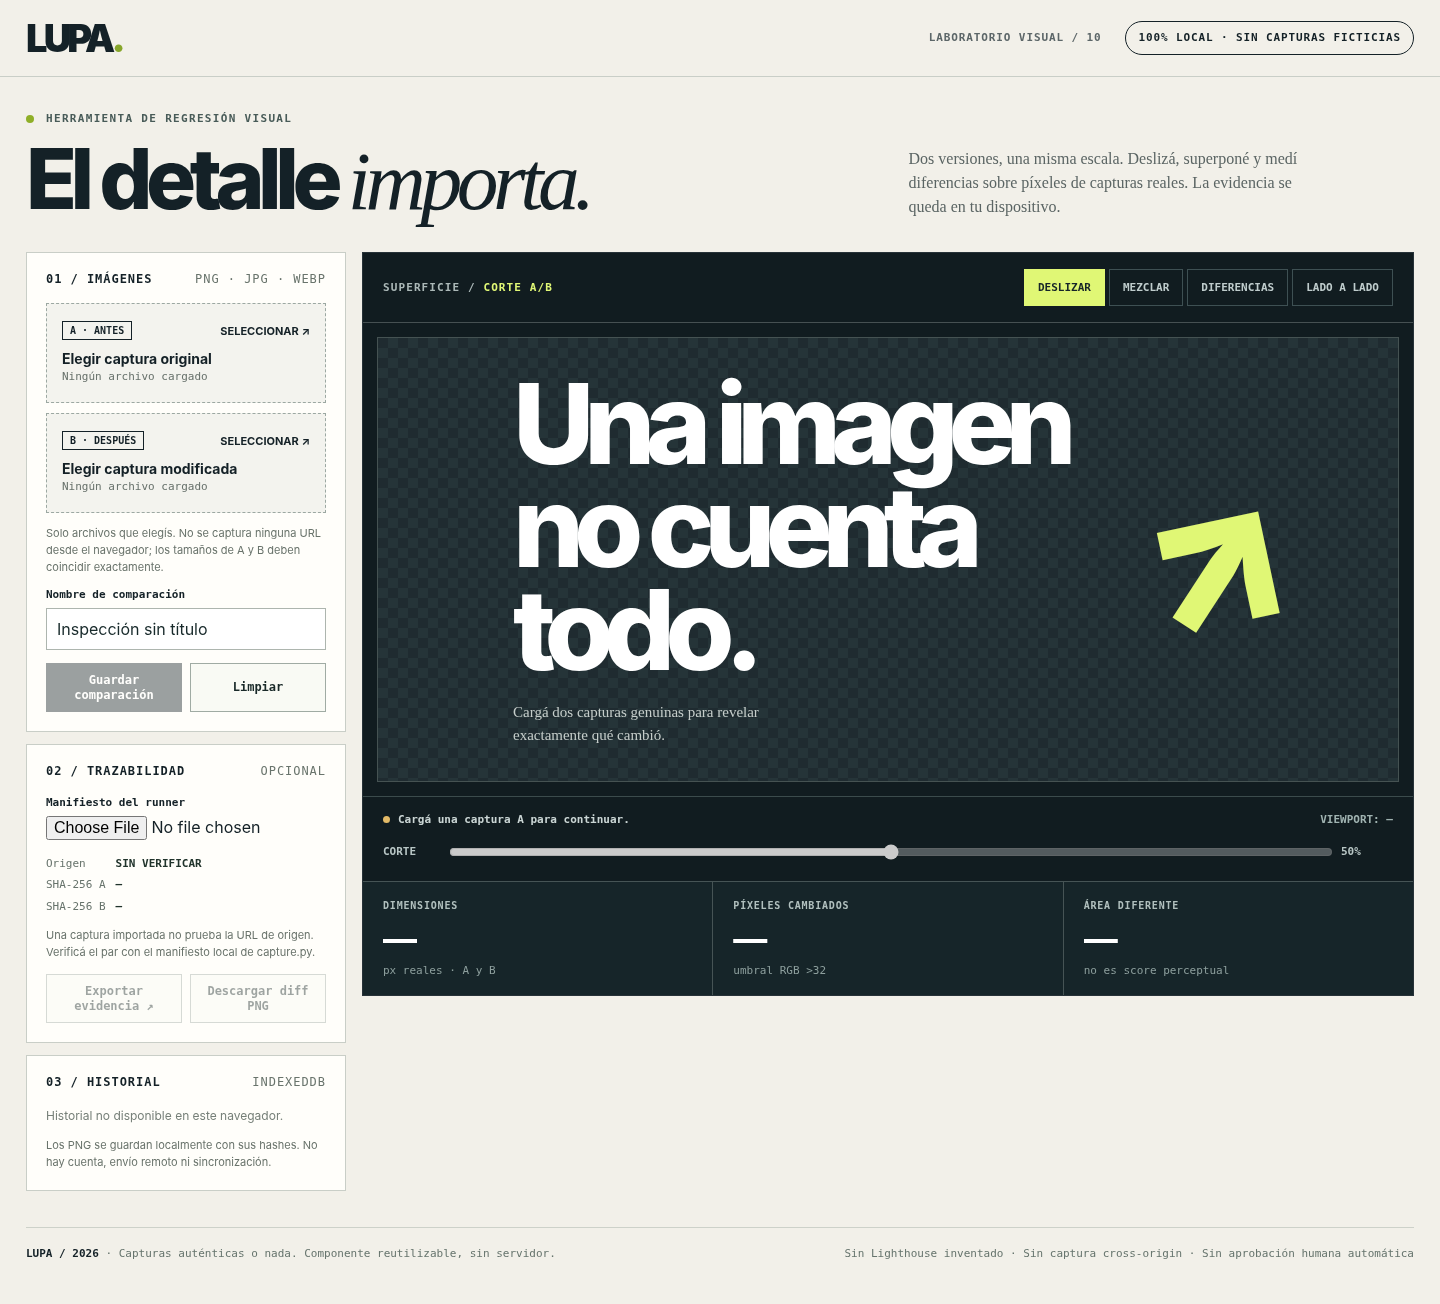 LUPA.
LABORATORIO VISUAL / 10
100% LOCAL · SIN CAPTURAS FICTICIAS
HERRAMIENTA DE REGRESIÓN VISUAL
El detalle importa.
Dos versiones, una misma escala. Deslizá, superponé y medí
diferencias sobre píxeles de capturas reales. La evidencia se
queda en tu dispositivo.
01 / IMÁGENES
PNG · JPG · WEBP
A · ANTES
SELECCIONAR ↗
Elegir captura original
Ningún archivo cargado
B · DESPUÉS
SELECCIONAR ↗
Elegir captura modificada
Ningún archivo cargado
Solo archivos que elegís. No se captura ninguna URL
desde el navegador; los tamaños de A y B deben
coincidir exactamente.
Nombre de comparación
Inspección sin título
Guardar
comparación
Limpiar
02 / TRAZABILIDAD
OPCIONAL
Manifiesto del runner
Choose File No file chosen
Origen SIN VERIFICAR
SHA-256 A —
SHA-256 B —
Una captura importada no prueba la URL de origen.
Verificá el par con el manifiesto local de capture.py.
Exportar
evidencia ↗
Descargar diff
PNG
03 / HISTORIAL
INDEXEDDB
Historial no disponible en este navegador.
Los PNG se guardan localmente con sus hashes. No
hay cuenta, envío remoto ni sincronización.
SUPERFICIE / CORTE A/B
DESLIZAR
MEZCLAR
DIFERENCIAS
LADO A LADO
Una imagen
no cuenta
todo.
↗
Cargá dos capturas genuinas para revelar
exactamente qué cambió.
Cargá una captura A para continuar.
VIEWPORT: —
CORTE
50%
DIMENSIONES
—
px reales · A y B
PÍXELES CAMBIADOS
—
umbral RGB >32
ÁREA DIFERENTE
—
no es score perceptual
LUPA / 2026 · Capturas auténticas o nada. Componente reutilizable, sin servidor.
Sin Lighthouse inventado · Sin captura cross-origin · Sin aprobación humana automática